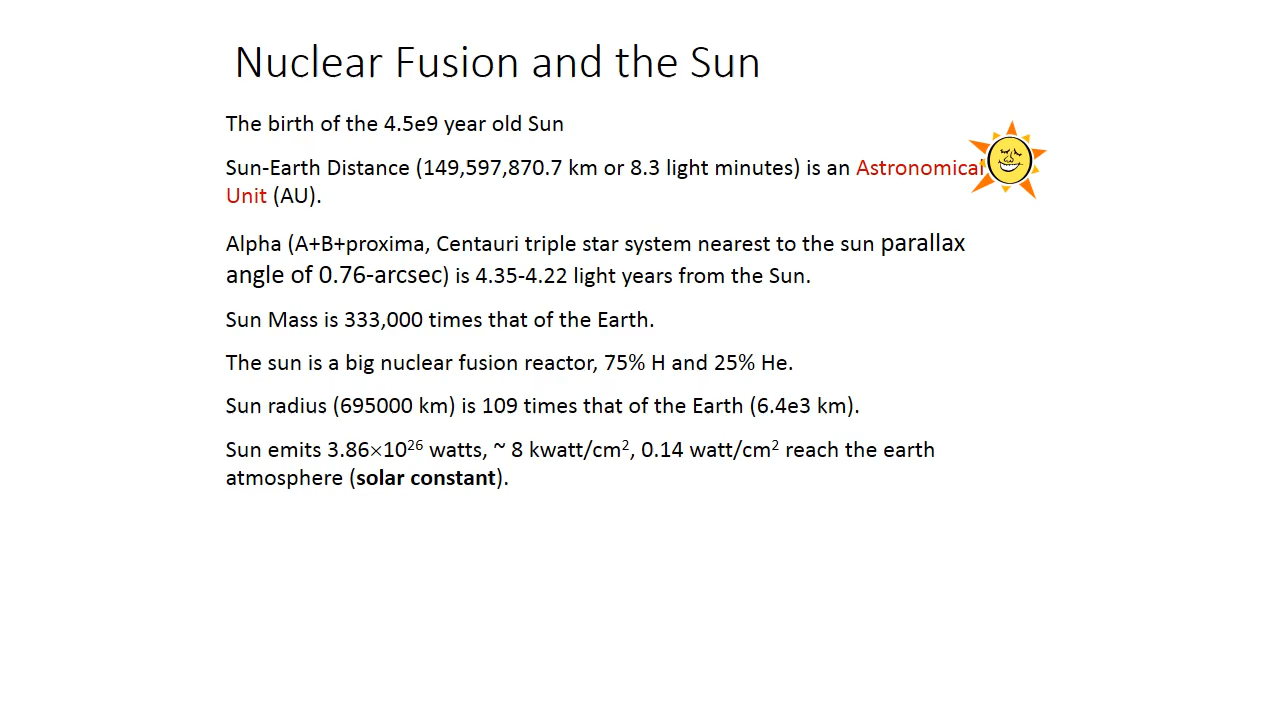 Nuclear Fusion and the Sun
The birth of the 4.5e9 year old Sun
Sun-Earth Distance (149,597,870.7 km or 8.3 light minutes) is an Astronomical
Unit (AU).
Alpha (A+B+proxima, Centauri triple star system nearest to the sun parallax
angle of 0.76-arcsec) is 4.35-4.22 light years from the Sun.
Sun Mass is 333,000 times that of the Earth.
The sun is a big nuclear fusion reactor, 75% H and 25% He.
Sun radius (695000 km) is 109 times that of the Earth (6.4e3 km).
Sun emits 3.86×10²⁶ watts, ~ 8 kwatt/cm², 0.14 watt/cm² reach the earth
atmosphere (solar constant).